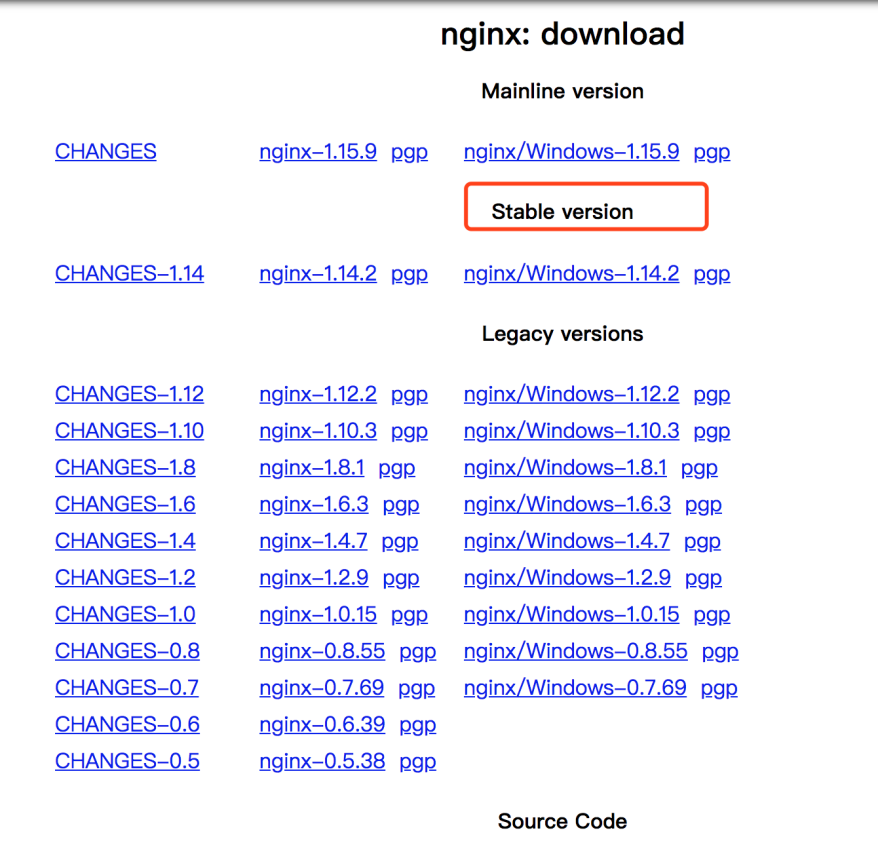 nginx: download
Mainline version
CHANGES nginx-1.15.9 pgp nginx/Windows-1.15.9 pgp
Stable version
CHANGES-1.14 nginx-1.14.2 pgp nginx/Windows-1.14.2 pgp
Legacy versions
CHANGES-1.12 nginx-1.12.2 pgp nginx/Windows-1.12.2 pgp
CHANGES-1.10 nginx-1.10.3 pgp nginx/Windows-1.10.3 pgp
CHANGES-1.8 nginx-1.8.1 pgp nginx/Windows-1.8.1 pgp
CHANGES-1.6 nginx-1.6.3 pgp nginx/Windows-1.6.3 pgp
CHANGES-1.4 nginx-1.4.7 pgp nginx/Windows-1.4.7 pgp
CHANGES-1.2 nginx-1.2.9 pgp nginx/Windows-1.2.9 pgp
CHANGES-1.0 nginx-1.0.15 pgp nginx/Windows-1.0.15 pgp
CHANGES-0.8 nginx-0.8.55 pgp nginx/Windows-0.8.55 pgp
CHANGES-0.7 nginx-0.7.69 pgp nginx/Windows-0.7.69 pgp
CHANGES-0.6 nginx-0.6.39 pgp
CHANGES-0.5 nginx-0.5.38 pgp
Source Code